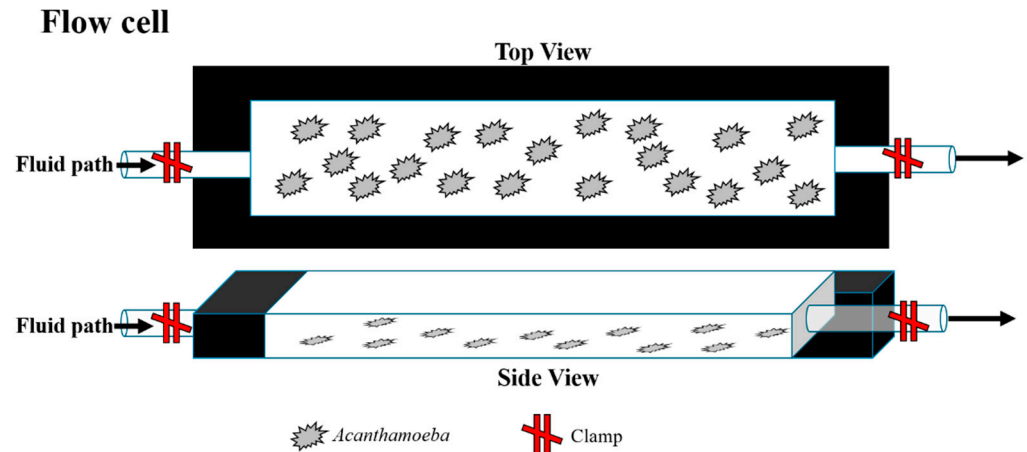 Flow cell
Top View
Fluid path
Fluid path
Side View
Acanthamoeba
Clamp